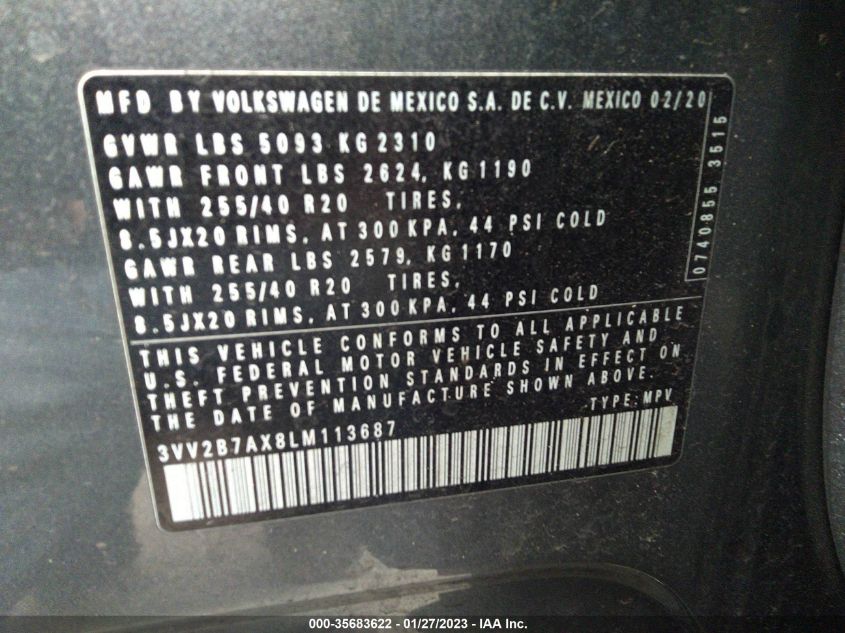 MFD BY VOLKSWAGEN DE MEXICO S.A. DE C.V. MEXICO 02/20
GVWR LBS 5093 KG 2310
GAWR FRONT LBS 2624, KG 1190
WITH 255/40 R20 TIRES,
8.5JX20 RIMS, AT 300 KPA, 44 PSI COLD
GAWR REAR LBS 2579, KG 1170
WITH 255/40 R20 TIRES,
8.5JX20 RIMS, AT 300 KPA, 44 PSI COLD
0740855 3515
THIS VEHICLE CONFORMS TO ALL APPLICABLE
U.S. FEDERAL MOTOR VEHICLE SAFETY AND
THEFT PREVENTION STANDARDS IN EFFECT ON
THE DATE OF MANUFACTURE SHOWN ABOVE.
TYPE: MPV
3VV2B7AX8LM113687
000-35683622 - 01/27/2023 - IAA Inc.